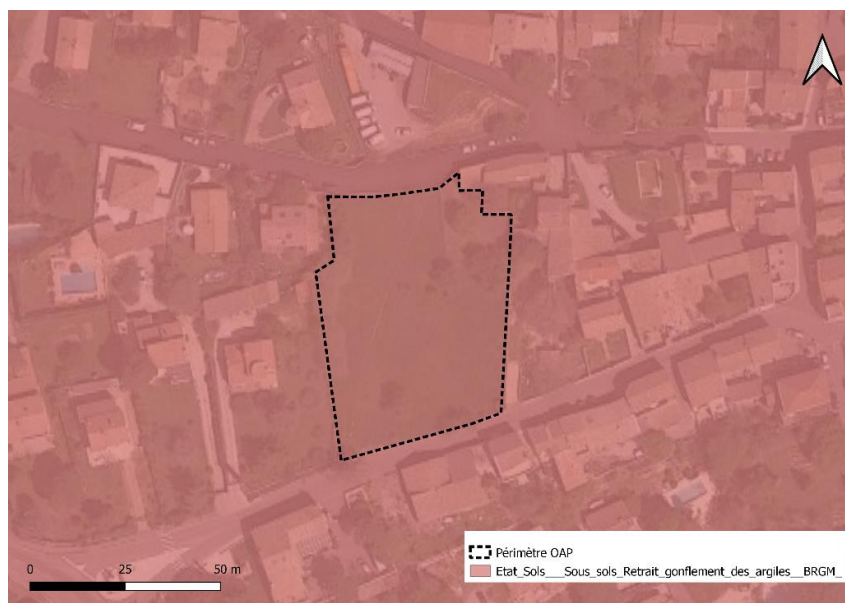 0 25 50 m
Périmètre OAP
Etat_Sols___Sous_sols_Retrait_gonflement_des_argiles__BRGM_